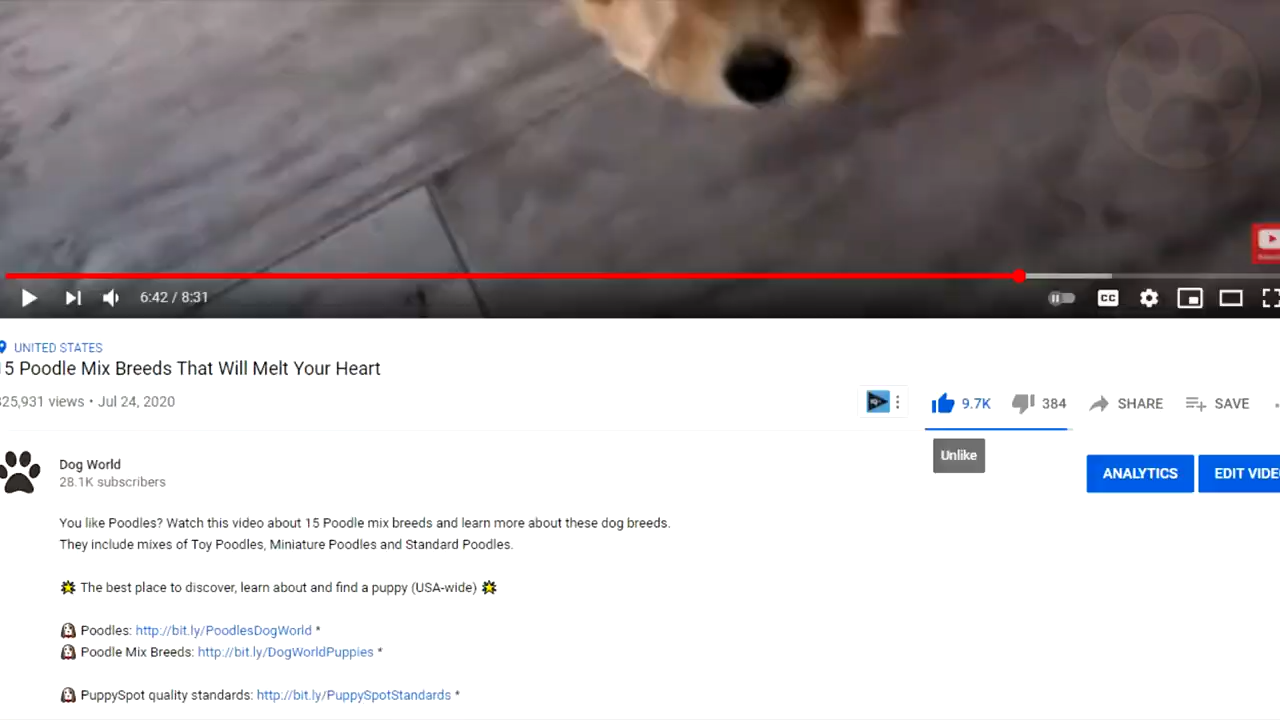 6:42 / 8:31
CC
UNITED STATES
15 Poodle Mix Breeds That Will Melt Your Heart
825,931 views • Jul 24, 2020
9.7K
384
SHARE
SAVE
Unlike
Dog World
28.1K subscribers
ANALYTICS
EDIT VIDE
You like Poodles? Watch this video about 15 Poodle mix breeds and learn more about these dog breeds.
They include mixes of Toy Poodles, Miniature Poodles and Standard Poodles.
The best place to discover, learn about and find a puppy (USA-wide)
Poodles: http://bit.ly/PoodlesDogWorld *
Poodle Mix Breeds: http://bit.ly/DogWorldPuppies *
PuppySpot quality standards: http://bit.ly/PuppySpotStandards *